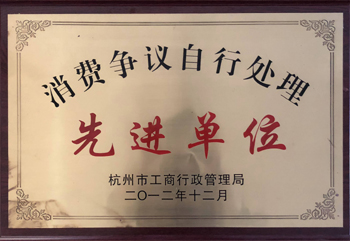 消费争议自行处理
先进单位
杭州市工商行政管理局
二〇一二年十二月